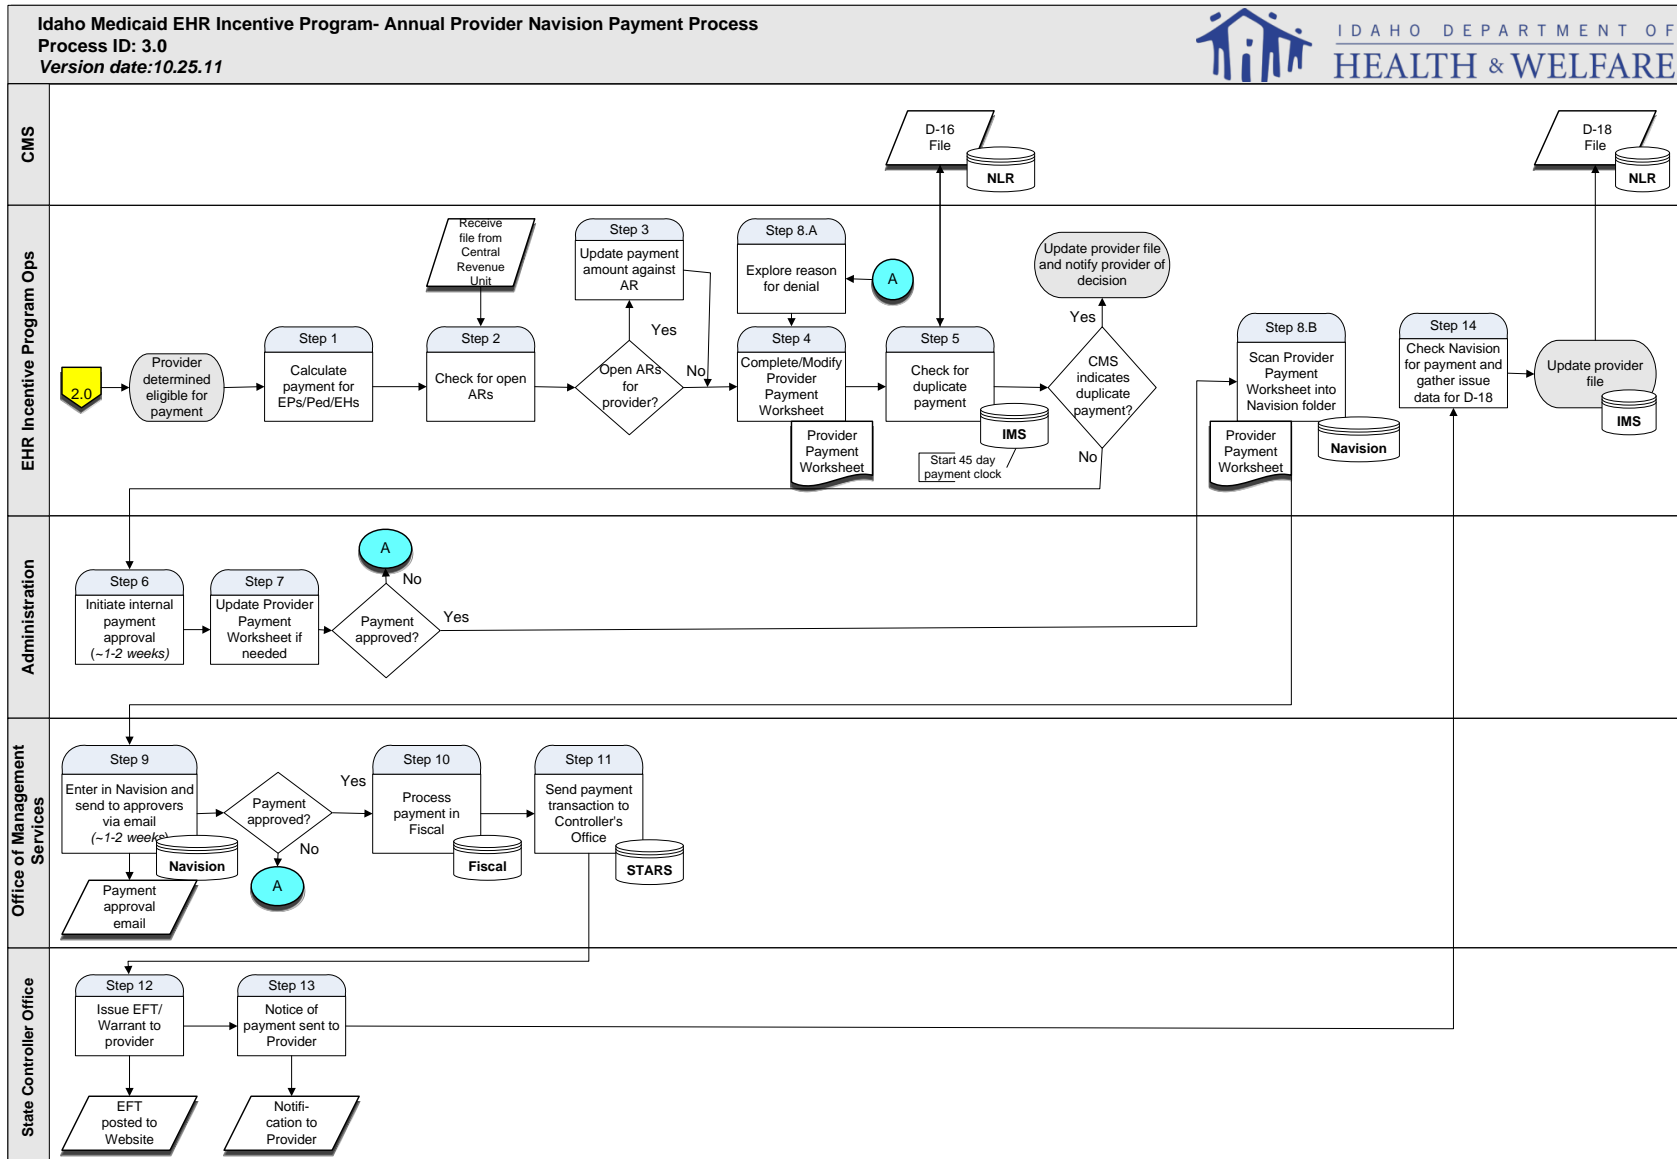 Idaho Medicaid EHR Incentive Program- Annual Provider Navision Payment Process
Process ID: 3.0
Version date:10.25.11
IDAHO DEPARTMENT OF
HEALTH & WELFARE
CMS
D-16
File
NLR
D-18
File
NLR
EHR Incentive Program Ops
2.0
Provider
determined
eligible for
payment
Step 1
Calculate
payment for
EPs/Ped/EHs
Receive
file from
Central
Revenue
Unit
Step 2
Check for open
ARs
Step 3
Update payment
amount against
AR
Yes
Open ARs
for
provider?
No
Step 8.A
Explore reason
for denial
A
Step 4
Complete/Modify
Provider
Payment
Worksheet
Provider
Payment
Worksheet
Step 5
Check for
duplicate
payment
IMS
Start 45 day
payment clock
Update provider file
and notify provider of
decision
Yes
CMS
indicates
duplicate
payment?
No
Step 8.B
Scan Provider
Payment
Worksheet into
Navision folder
Provider
Payment
Worksheet
Navision
Step 14
Check Navision
for payment and
gather issue
data for D-18
Update provider
file
IMS
Administration
Step 6
Initiate internal
payment
approval
(~1-2 weeks)
Step 7
Update Provider
Payment
Worksheet if
needed
A
No
Payment
approved?
Yes
Office of Management
Services
Step 9
Enter in Navision and
send to approvers
via email
(~1-2 weeks)
Navision
Payment
approval
email
Payment
approved?
Yes
No
A
Step 10
Process
payment in
Fiscal
Fiscal
Step 11
Send payment
transaction to
Controller's
Office
STARS
State Controller Office
Step 12
Issue EFT/
Warrant to
provider
EFT
posted to
Website
Step 13
Notice of
payment sent to
Provider
Notifi-
cation to
Provider